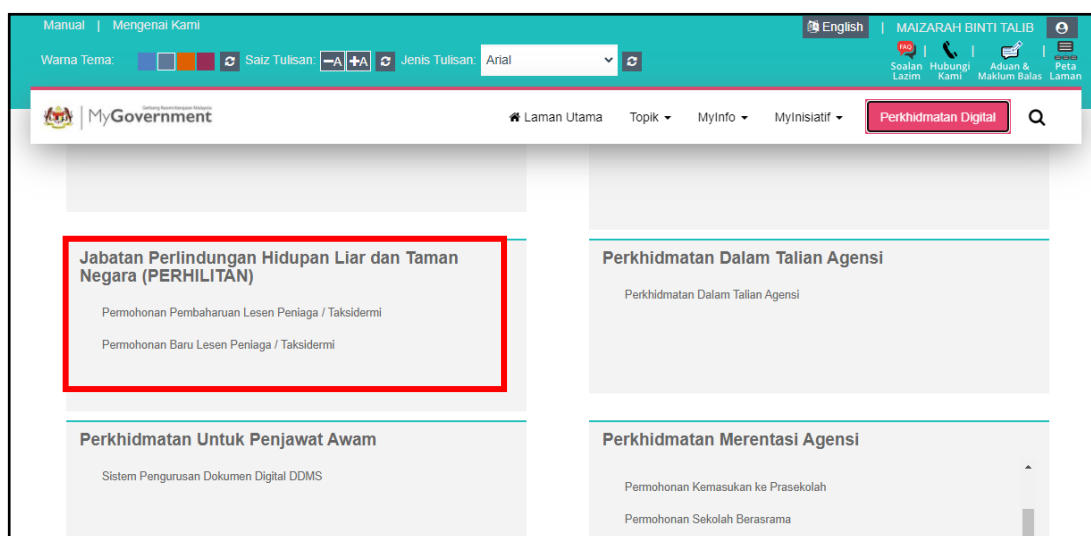 Manual | Mengenai Kami
English | MAIZARAH BINTI TALIB
Warna Tema: Saiz Tulisan: -A +A Jenis Tulisan: Arial
FAQ
Soalan Lazim | Hubungi Kami | Aduan & Maklum Balas | Peta Laman
Gerbang Rasmi Kerajaan Malaysia
MyGovernment
Laman Utama Topik MyInfo MyInisiatif Perkhidmatan Digital
Jabatan Perlindungan Hidupan Liar dan Taman
Negara (PERHILITAN)
Permohonan Pembaharuan Lesen Peniaga / Taksidermi
Permohonan Baru Lesen Peniaga / Taksidermi
Perkhidmatan Dalam Talian Agensi
Perkhidmatan Dalam Talian Agensi
Perkhidmatan Untuk Penjawat Awam
Sistem Pengurusan Dokumen Digital DDMS
Perkhidmatan Merentasi Agensi
Permohonan Kemasukan ke Prasekolah
Permohonan Sekolah Berasrama